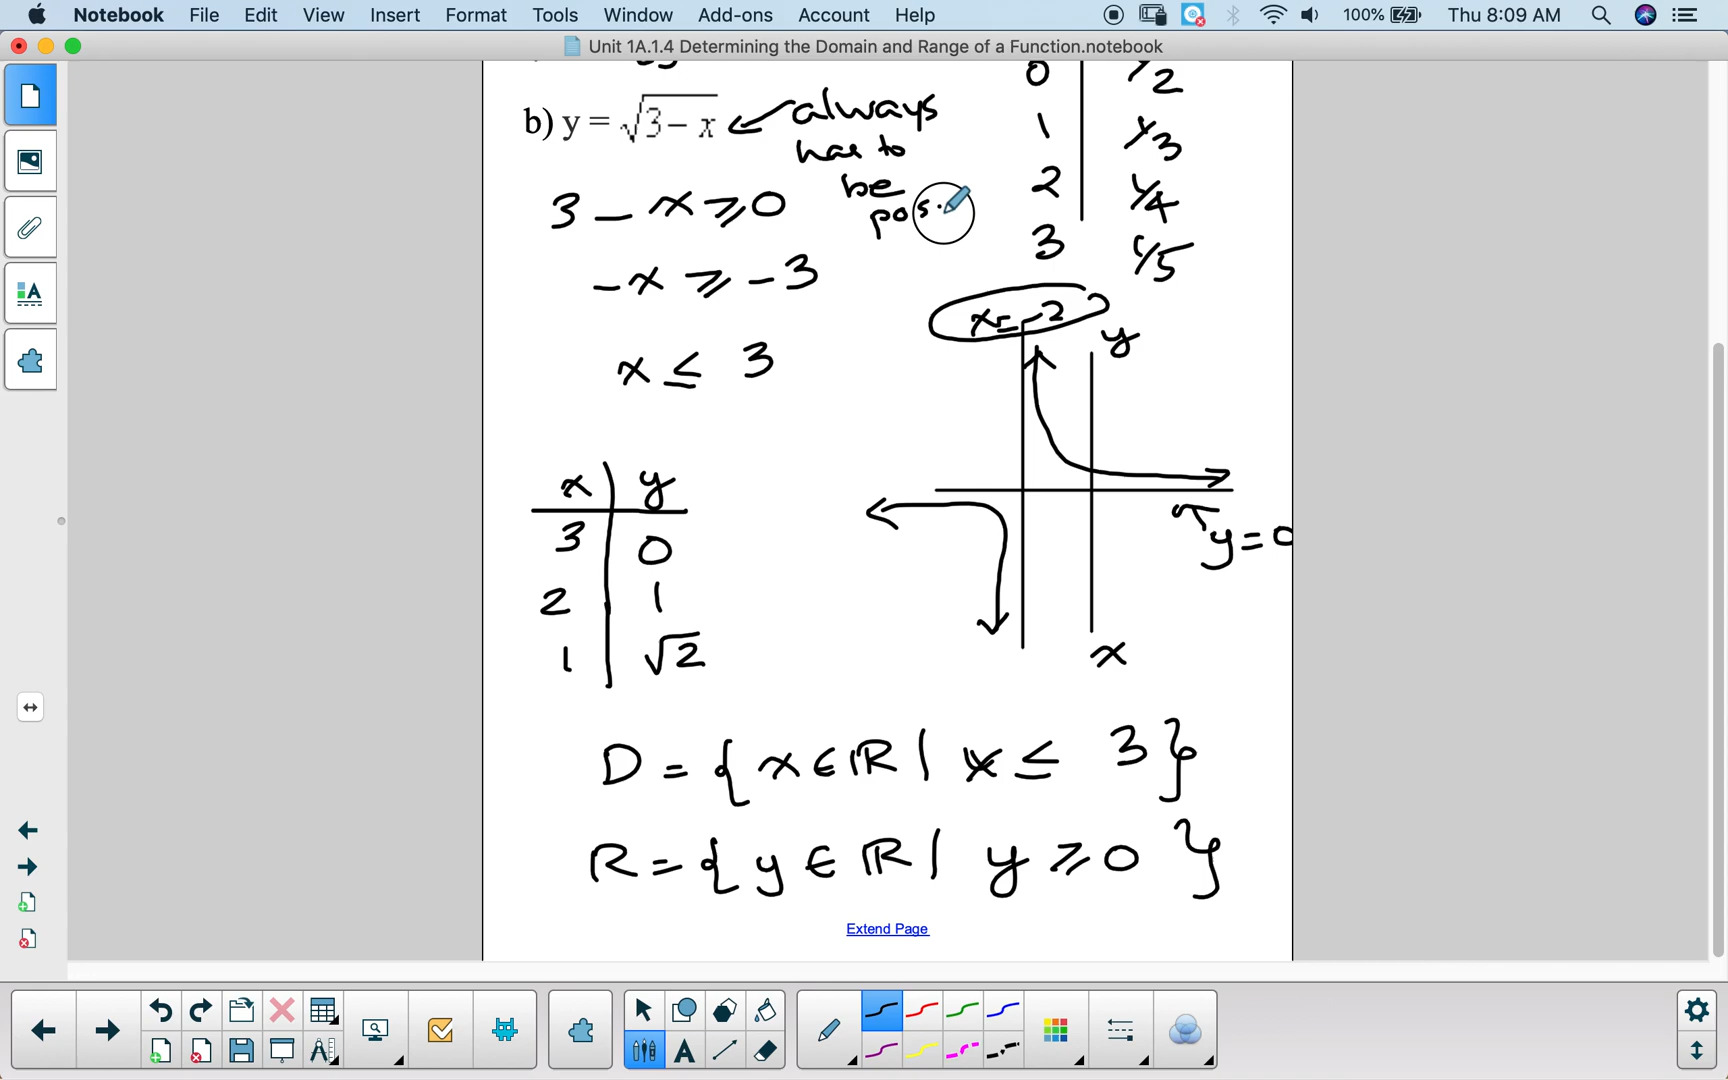 Notebook File Edit View Insert Format Tools Window Add-ons Account Help 100% Thu 8:09 AM
Unit 1A.1.4 Determining the Domain and Range of a Function.notebook
b) y = √3 − x
always
has to
be
pos.
3 − x ≥ 0
−x ≥ −3
x ≤ 3
x y
3 0
2 1
1 √2
0 1/2
1 1/3
2 1/4
3 1/5
x = −2
y
y = 0
x
D = { x ∈ ℝ | x ≤ 3 }
R = { y ∈ ℝ | y ≥ 0 }
Extend Page